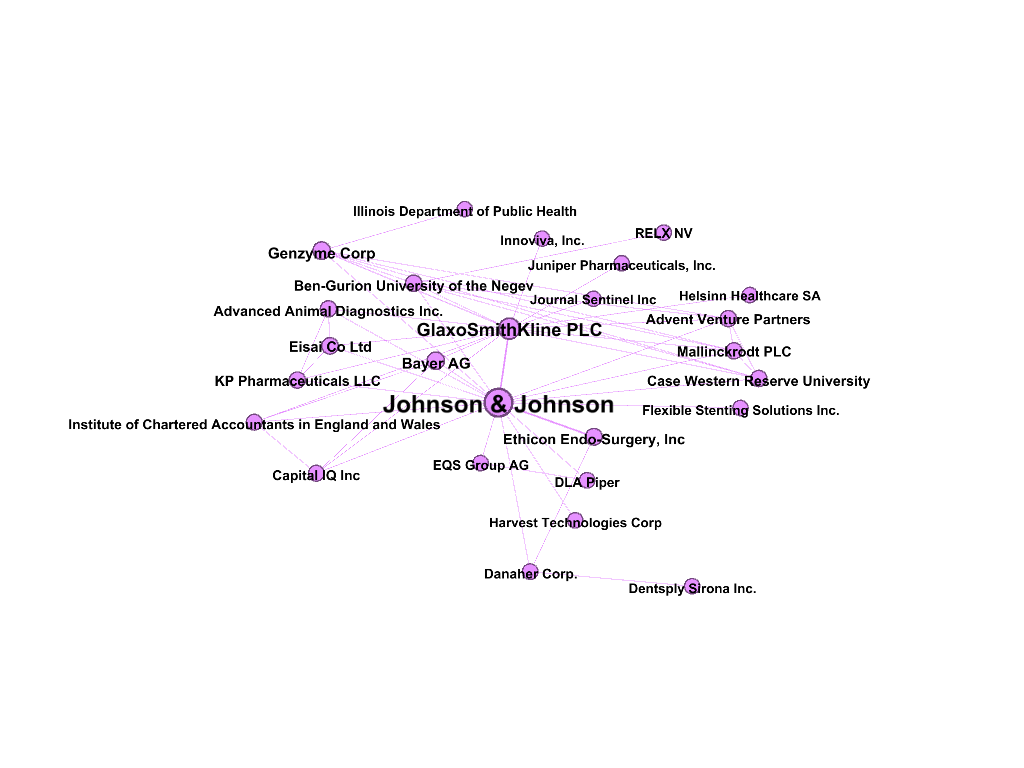 Illinois Department of Public Health
RELX NV
Innoviva, Inc.
Genzyme Corp
Juniper Pharmaceuticals, Inc.
Ben-Gurion University of the Negev
Helsinn Healthcare SA
Journal Sentinel Inc
Advanced Animal Diagnostics Inc.
Advent Venture Partners
GlaxoSmithKline PLC
Eisai Co Ltd
Mallinckrodt PLC
Bayer AG
KP Pharmaceuticals LLC
Case Western Reserve University
Johnson & Johnson
Flexible Stenting Solutions Inc.
Institute of Chartered Accountants in England and Wales
Ethicon Endo-Surgery, Inc
EQS Group AG
Capital IQ Inc
DLA Piper
Harvest Technologies Corp
Danaher Corp.
Dentsply Sirona Inc.